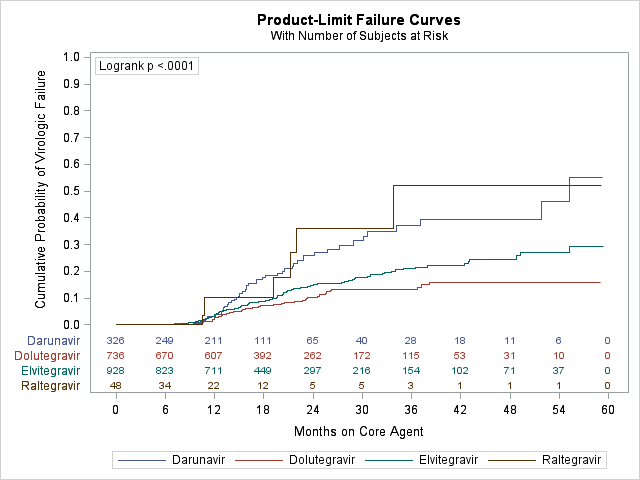 Product-Limit Failure Curves
With Number of Subjects at Risk
Cumulative Probability of Virologic Failure
1.0
0.9
0.8
0.7
0.6
0.5
0.4
0.3
0.2
0.1
0.0
Logrank p <.0001
Darunavir 326 249 211 111 65 40 28 18 11 6 0
Dolutegravir 736 670 607 392 262 172 115 53 31 10 0
Elvitegravir 928 823 711 449 297 216 154 102 71 37 0
Raltegravir 48 34 22 12 5 5 3 1 1 1 0
0 6 12 18 24 30 36 42 48 54 60
Months on Core Agent
Darunavir Dolutegravir Elvitegravir Raltegravir